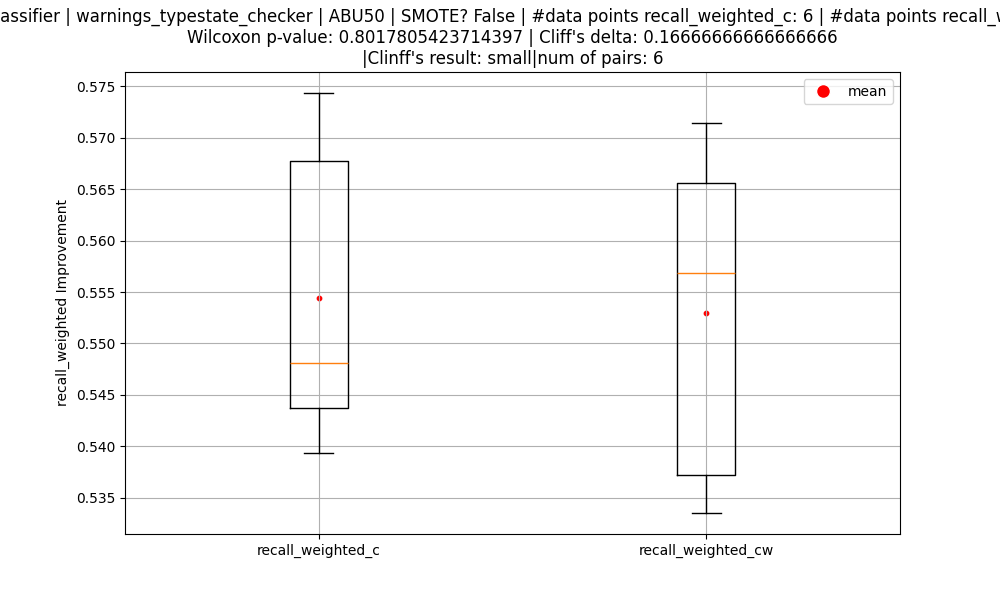 assifier | warnings_typestate_checker | ABU50 | SMOTE? False | #data points recall_weighted_c: 6 | #data points recall_w
Wilcoxon p-value: 0.8017805423714397 | Cliff's delta: 0.16666666666666666
|Clinff's result: small|num of pairs: 6
mean
0.575
0.570
0.565
0.560
0.555
0.550
0.545
0.540
0.535
recall_weighted Improvement
recall_weighted_c
recall_weighted_cw